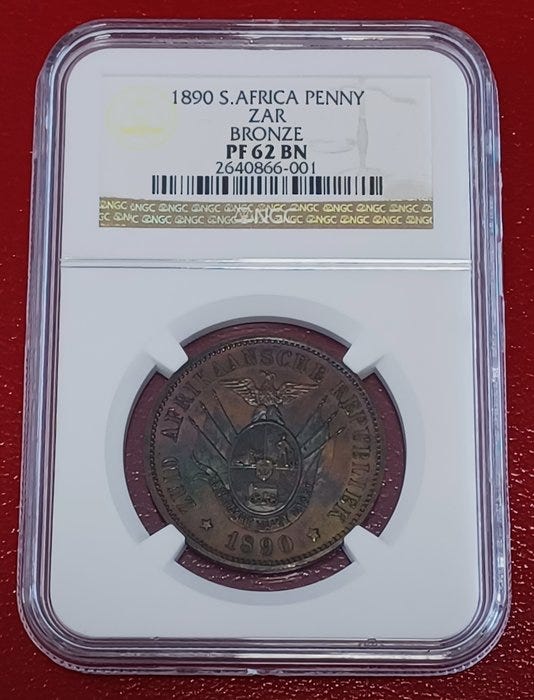 1890 S.AFRICA PENNY
ZAR
BRONZE
PF 62 BN
2640866-001
NGC NGC NGC NGC NGC NGC NGC NGC NGC
ZUID AFRIKAANSCHE REPUBLIEK
1890